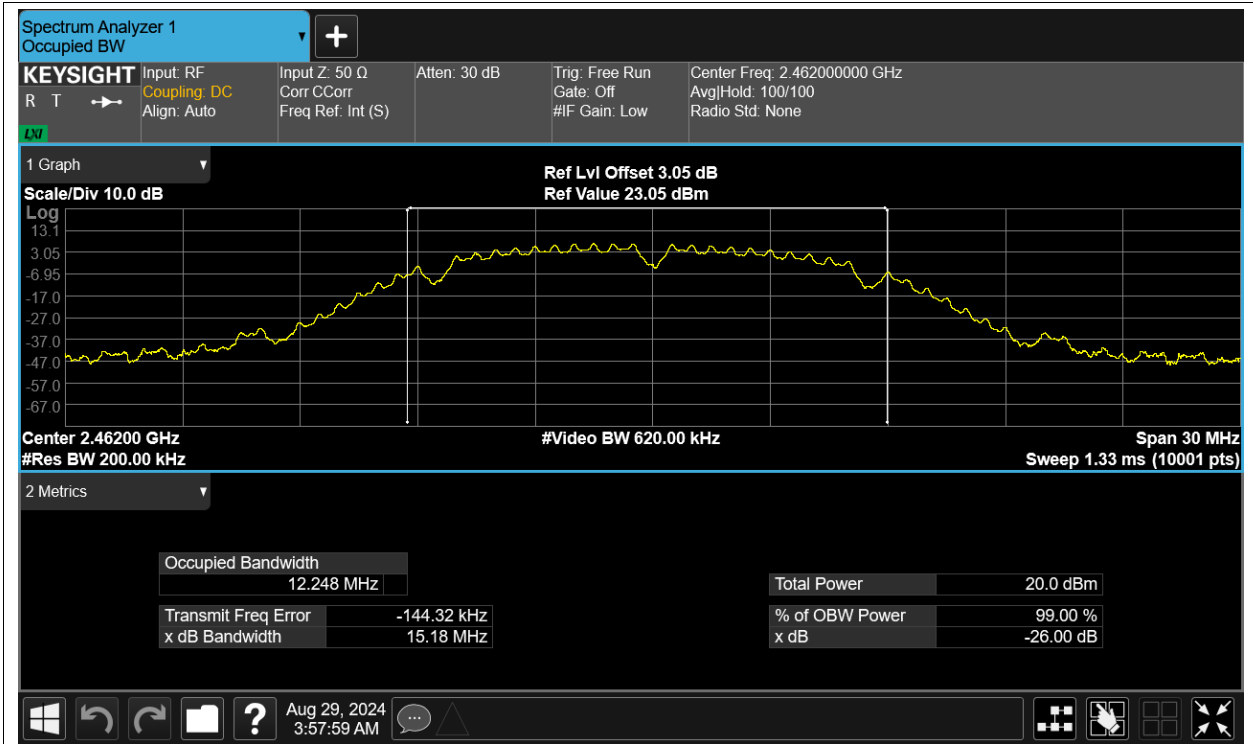 Spectrum Analyzer 1
Occupied BW
KEYSIGHT
R T
LXI
Input: RF
Coupling: DC
Align: Auto
Input Z: 50 Ω
Corr CCorr
Freq Ref: Int (S)
Atten: 30 dB
Trig: Free Run
Gate: Off
#IF Gain: Low
Center Freq: 2.462000000 GHz
Avg|Hold: 100/100
Radio Std: None
1 Graph
Scale/Div 10.0 dB
Ref Lvl Offset 3.05 dB
Ref Value 23.05 dBm
Log
13.1
3.05
-6.95
-17.0
-27.0
-37.0
-47.0
-57.0
-67.0
Center 2.46200 GHz
#Video BW 620.00 kHz
Span 30 MHz
#Res BW 200.00 kHz
Sweep 1.33 ms (10001 pts)
2 Metrics
Occupied Bandwidth
12.248 MHz
Transmit Freq Error -144.32 kHz
x dB Bandwidth 15.18 MHz
Total Power 20.0 dBm
% of OBW Power 99.00 %
x dB -26.00 dB
?
Aug 29, 2024
3:57:59 AM